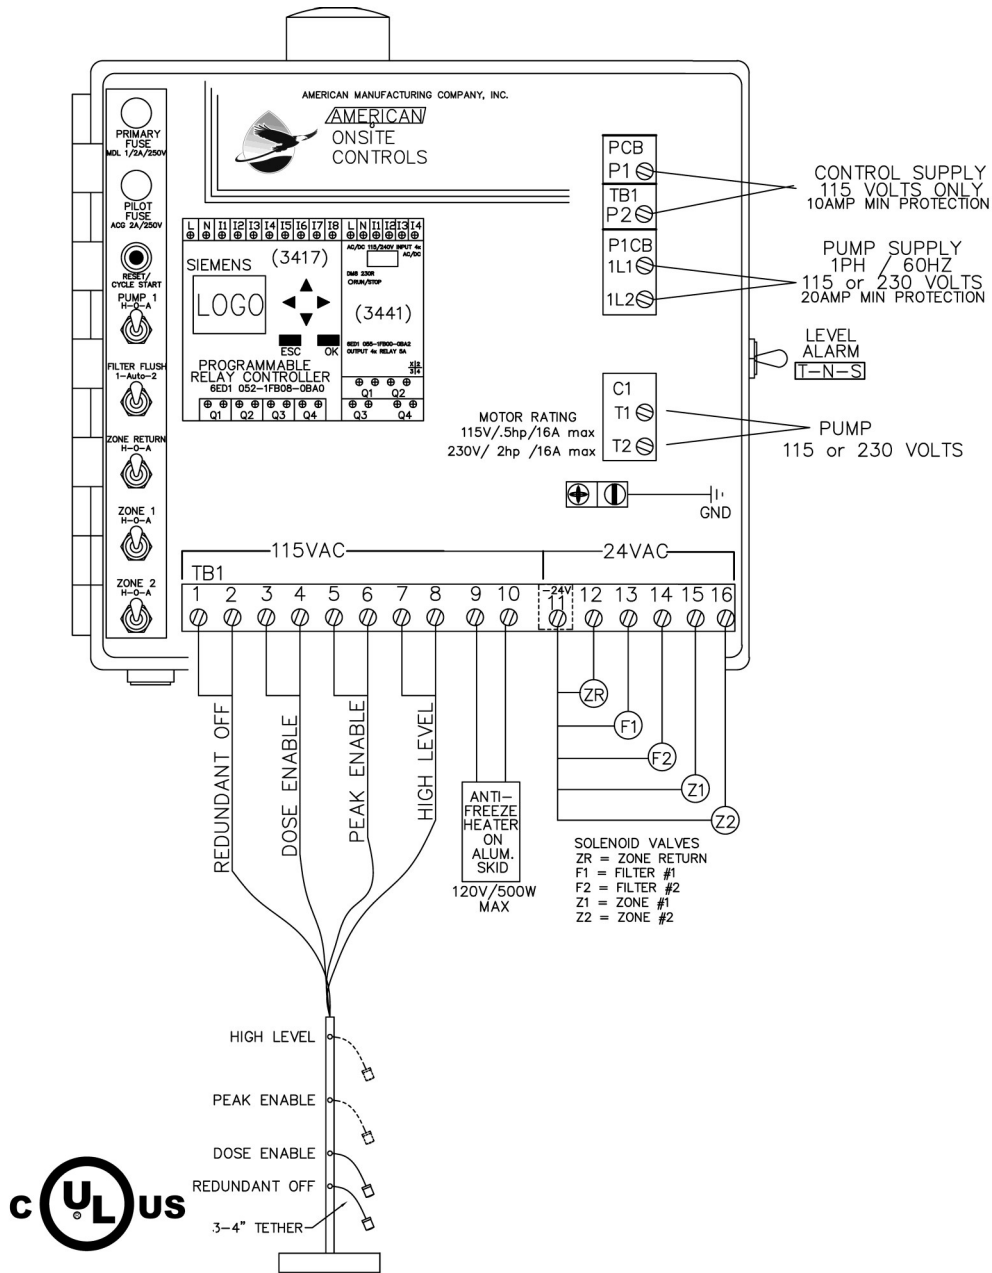 AMERICAN MANUFACTURING COMPANY, INC.
AMERICAN
ONSITE
CONTROLS
PRIMARY
FUSE
MDL 1/2A/250V
PILOT
FUSE
ACG 2A/250V
RESET/
CYCLE START
PUMP 1
H-O-A
FILTER FLUSH
1-Auto-2
ZONE RETURN
H-O-A
ZONE 1
H-O-A
ZONE 2
H-O-A
L N I1 I2 I3 I4 I5 I6 I7 I8
L N I1 I2 I3 I4
SIEMENS
(3417)
LOGO
ESC
OK
PROGRAMMABLE
RELAY CONTROLLER
6ED1 052-1FB08-0BA0
Q1 Q2 Q3 Q4
AC/DC 115/240V INPUT 4x
AC/DC
DM8 230R
RUN/STOP
(3441)
6ED1 055-1FB00-0BA2
OUTPUT 4x RELAY 5A
X 2
3 4
Q1 Q2
Q3 Q4
PCB
P1
TB1
P2
P1CB
1L1
1L2
CONTROL SUPPLY
115 VOLTS ONLY
10AMP MIN PROTECTION
PUMP SUPPLY
1PH / 60HZ
115 or 230 VOLTS
20AMP MIN PROTECTION
LEVEL
ALARM
T-N-S
C1
T1
T2
MOTOR RATING
115V/.5hp/16A max
230V/ 2hp /16A max
PUMP
115 or 230 VOLTS
GND
115VAC
24VAC
TB1
1 2 3 4 5 6 7 8 9 10 11 12 13 14 15 16
-24V
REDUNDANT OFF
DOSE ENABLE
PEAK ENABLE
HIGH LEVEL
ANTI-
FREEZE
HEATER
ON
ALUM.
SKID
120V/500W
MAX
ZR
F1
F2
Z1
Z2
SOLENOID VALVES
ZR = ZONE RETURN
F1 = FILTER #1
F2 = FILTER #2
Z1 = ZONE #1
Z2 = ZONE #2
HIGH LEVEL
PEAK ENABLE
DOSE ENABLE
REDUNDANT OFF
3-4" TETHER
C UL US
®